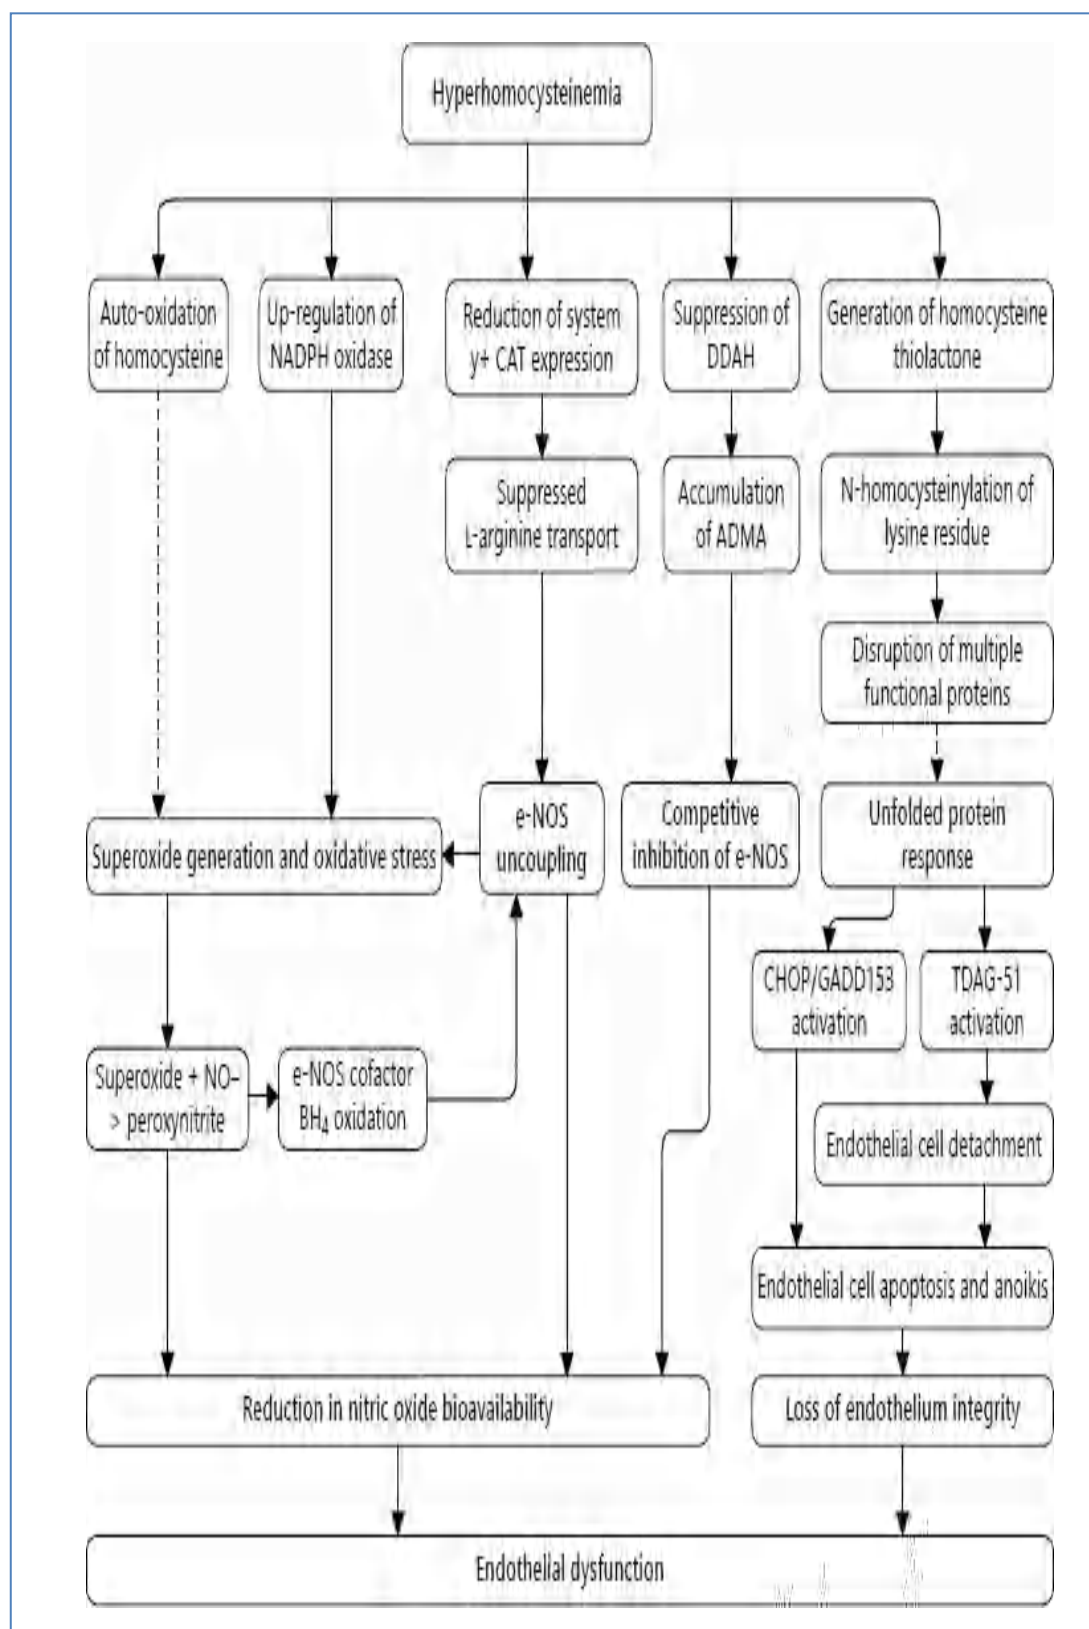 Hyperhomocysteinemia
Auto-oxidation
of homocysteine
Up-regulation of
NADPH oxidase
Reduction of system
y+ CAT expression
Suppression of
DDAH
Generation of homocysteine
thiolactone
Suppressed
L-arginine transport
Accumulation
of ADMA
N-homocysteinylation of
lysine residue
Disruption of multiple
functional proteins
Superoxide generation and oxidative stress
e-NOS
uncoupling
Competitive
inhibition of e-NOS
Unfolded protein
response
CHOP/GADD153
activation
TDAG-51
activation
Superoxide + NO–
> peroxynitrite
e-NOS cofactor
BH4 oxidation
Endothelial cell detachment
Endothelial cell apoptosis and anoikis
Reduction in nitric oxide bioavailability
Loss of endothelium integrity
Endothelial dysfunction